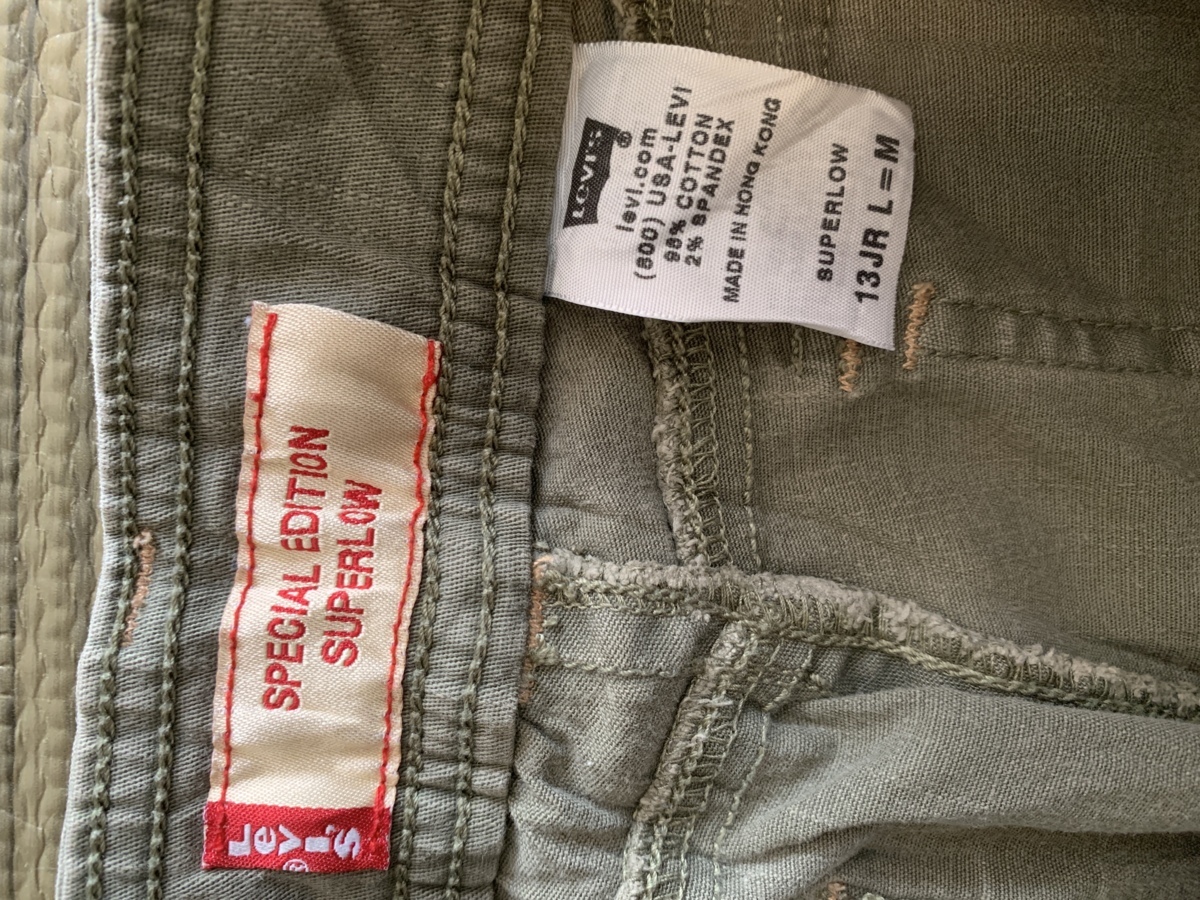 Levi's
®
levi.com
(800) USA-LEVI
98% COTTON
2% SPANDEX
MADE IN HONG KONG
SUPERLOW
13JR L=M
SPECIAL EDITION
SUPERLOW
Levi's
®